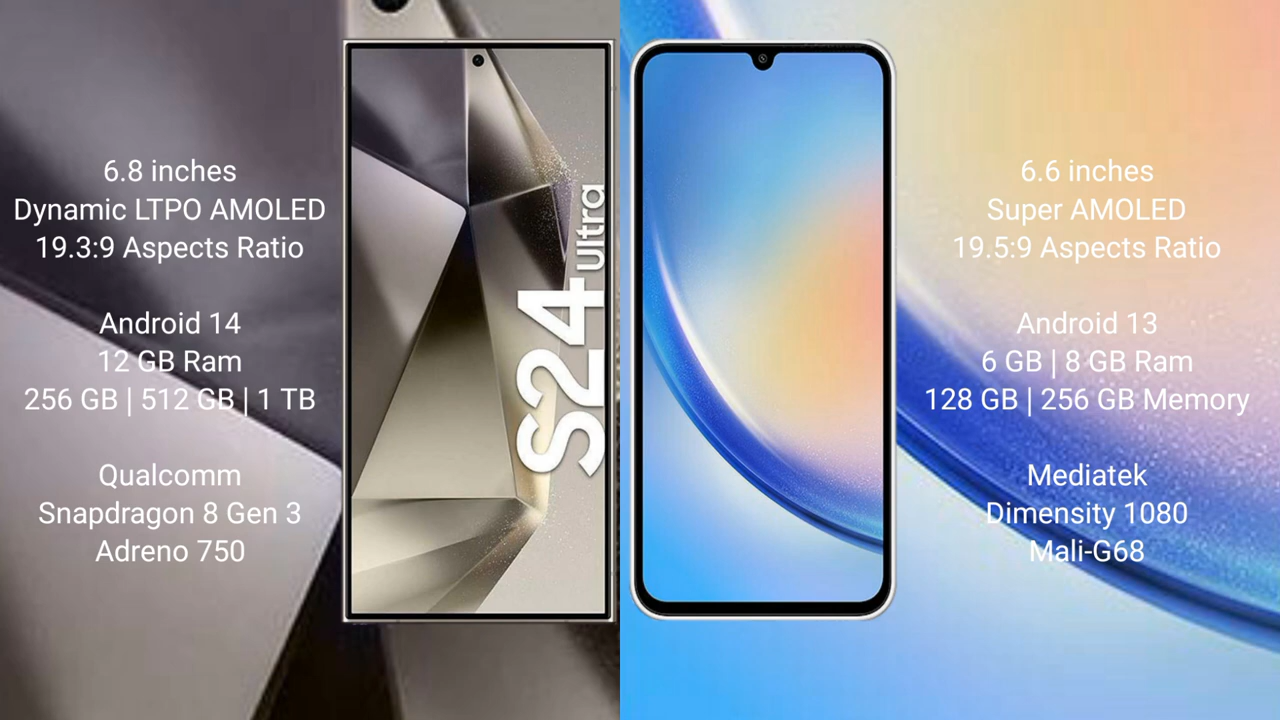 6.8 inches
Dynamic LTPO AMOLED
19.3:9 Aspects Ratio
Android 14
12 GB Ram
256 GB | 512 GB | 1 TB
Qualcomm
Snapdragon 8 Gen 3
Adreno 750
S24 Ultra
6.6 inches
Super AMOLED
19.5:9 Aspects Ratio
Android 13
6 GB | 8 GB Ram
128 GB | 256 GB Memory
Mediatek
Dimensity 1080
Mali-G68